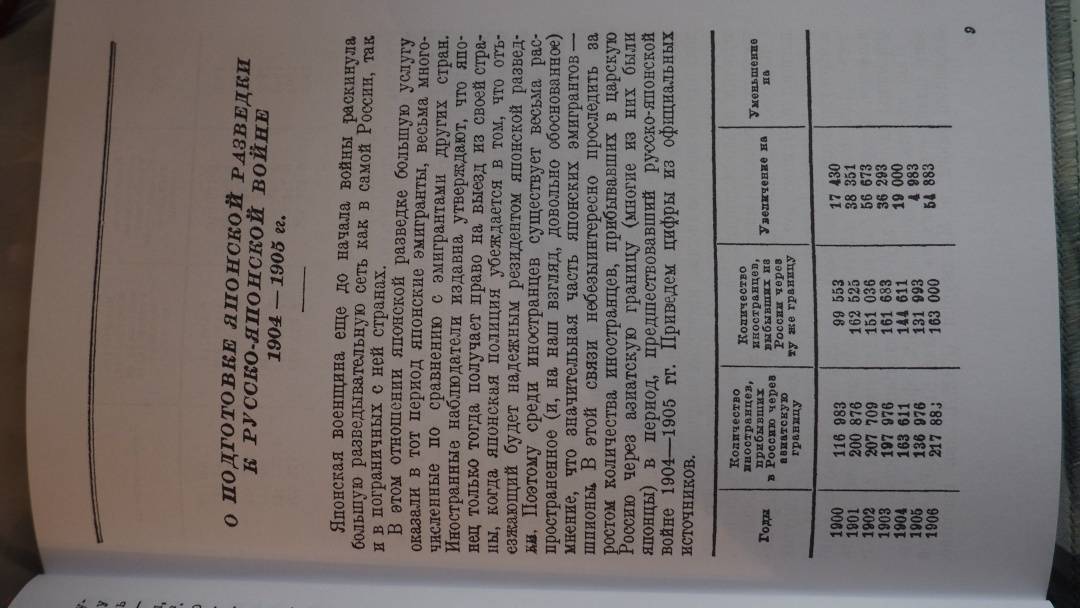 О ПОДГОТОВКЕ ЯПОНСКОЙ РАЗВЕДКИ
К РУССКО-ЯПОНСКОЙ ВОЙНЕ
1904—1905 гг.
Японская военщина еще до начала войны раскинула
большую разведывательную сеть как в самой России, так
и в пограничных с ней странах.
В этом отношении японской разведке большую услугу
оказали в тот период японские эмигранты, весьма много-
численные по сравнению с эмигрантами других стран.
Иностранные наблюдатели издавна утверждают, что япо-
нец только тогда получает право на выезд из своей стра-
ны, когда японская полиция убеждается в том, что отъ-
езжающий будет надежным резидентом японской развед-
ки. Поэтому среди иностранцев существует весьма рас-
пространенное (и, на наш взгляд, довольно обоснованное)
мнение, что значительная часть японских эмигрантов —
шпионы. В этой связи небезынтересно проследить за
ростом количества иностранцев, прибывавших в царскую
Россию через азиатскую границу (многие из них были
японцы) в период, предшествовавший русско-японской
войне 1904—1905 гг. Приведем цифры из официальных
источников.
Годы | Количество иностранцев, прибывших в Россию через азиатскую границу | Количество иностранцев, выбывших из России через ту же границу | Увеличение на | Уменьшение на
1900 116 983 99 553 17 430
1901 200 876 162 525 38 351
1902 207 709 151 036 56 673
1903 197 976 161 683 36 293
1904 163 611 144 611 19 000
1905 136 976 131 993 4 983
1906 217 883 163 000 54 883
9